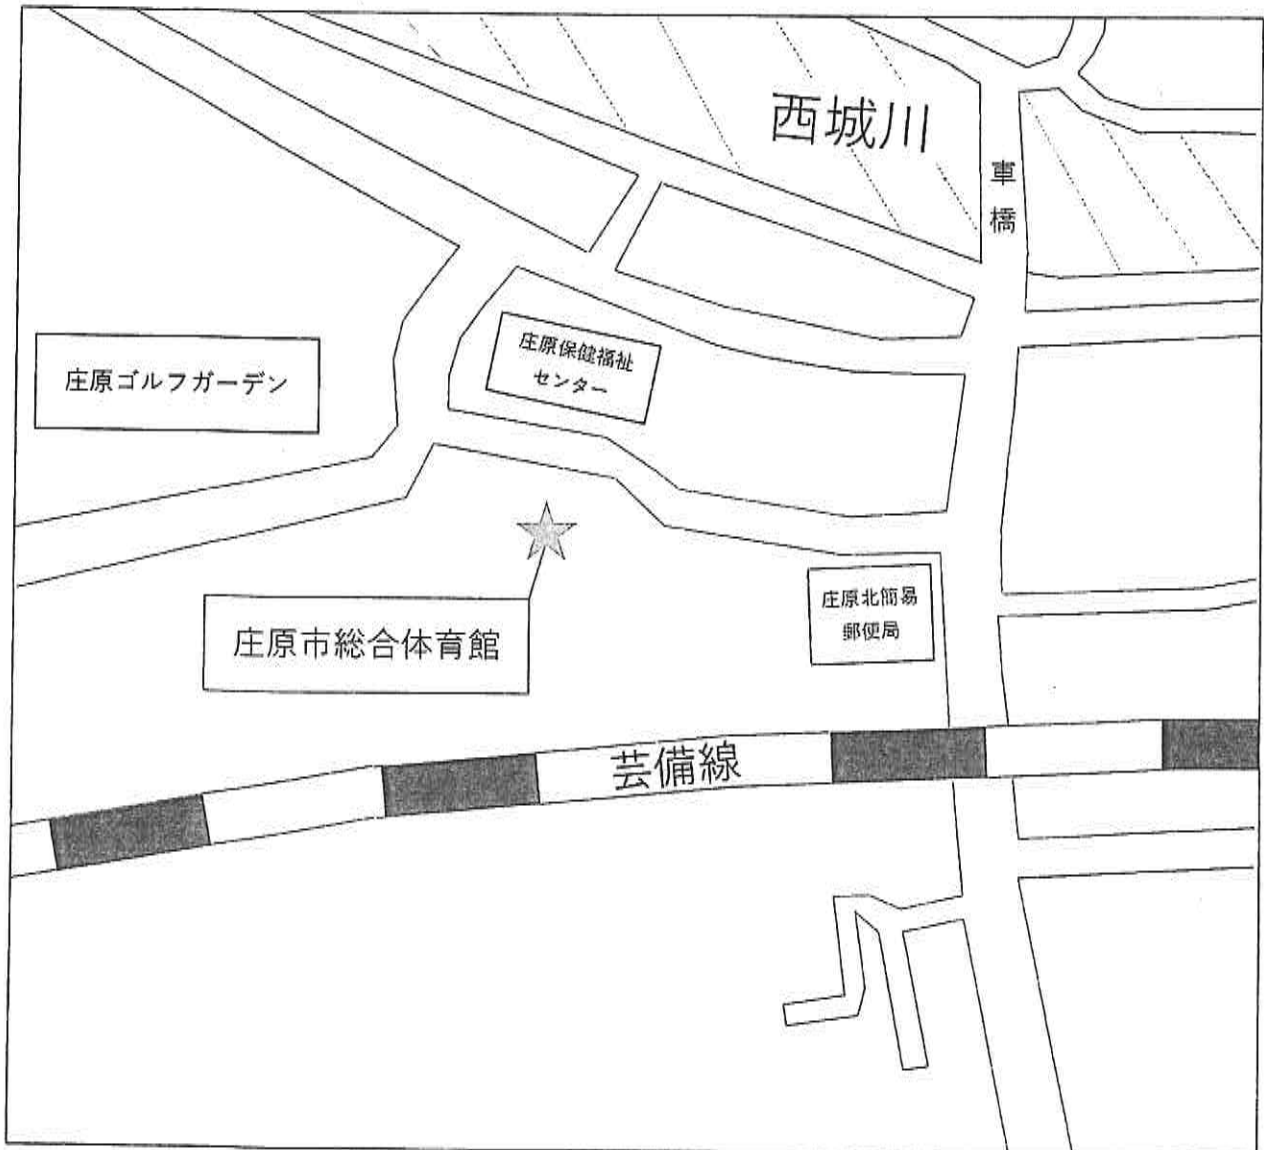 西城川
車橋
庄原保健福祉
センター
庄原ゴルフガーデン
庄原北簡易
郵便局
庄原市総合体育館
芸備線